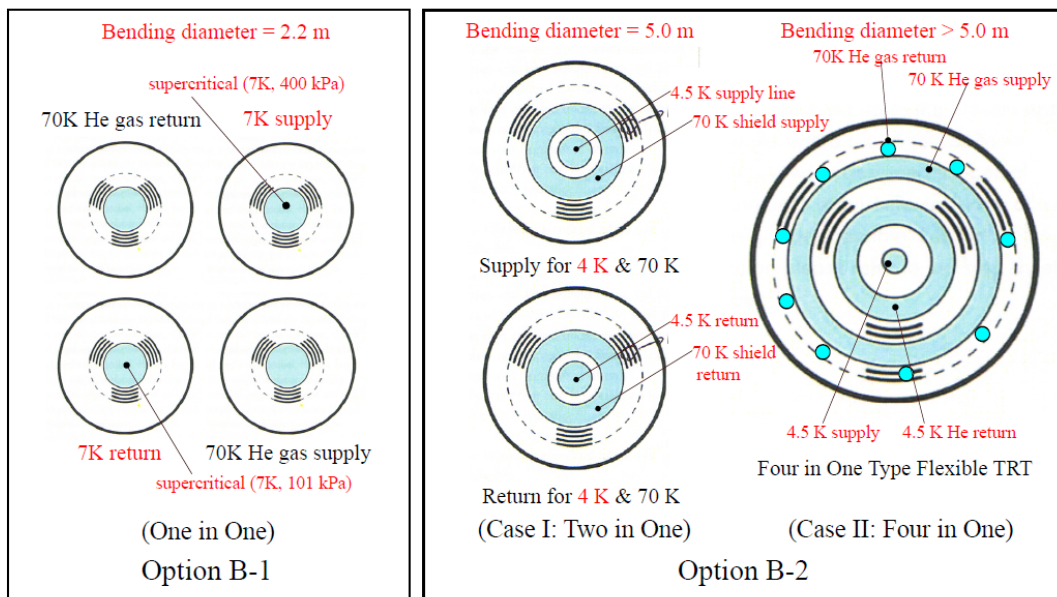 Bending diameter = 2.2 m
supercritical (7K, 400 kPa)
70K He gas return
7K supply
7K return
70K He gas supply
supercritical (7K, 101 kPa)
(One in One)
Option B-1
Bending diameter = 5.0 m
4.5 K supply line
70 K shield supply
Supply for 4 K & 70 K
4.5 K return
70 K shield
return
Return for 4 K & 70 K
(Case I: Two in One)
Bending diameter > 5.0 m
70K He gas return
70 K He gas supply
4.5 K supply
4.5 K He return
Four in One Type Flexible TRT
(Case II: Four in One)
Option B-2